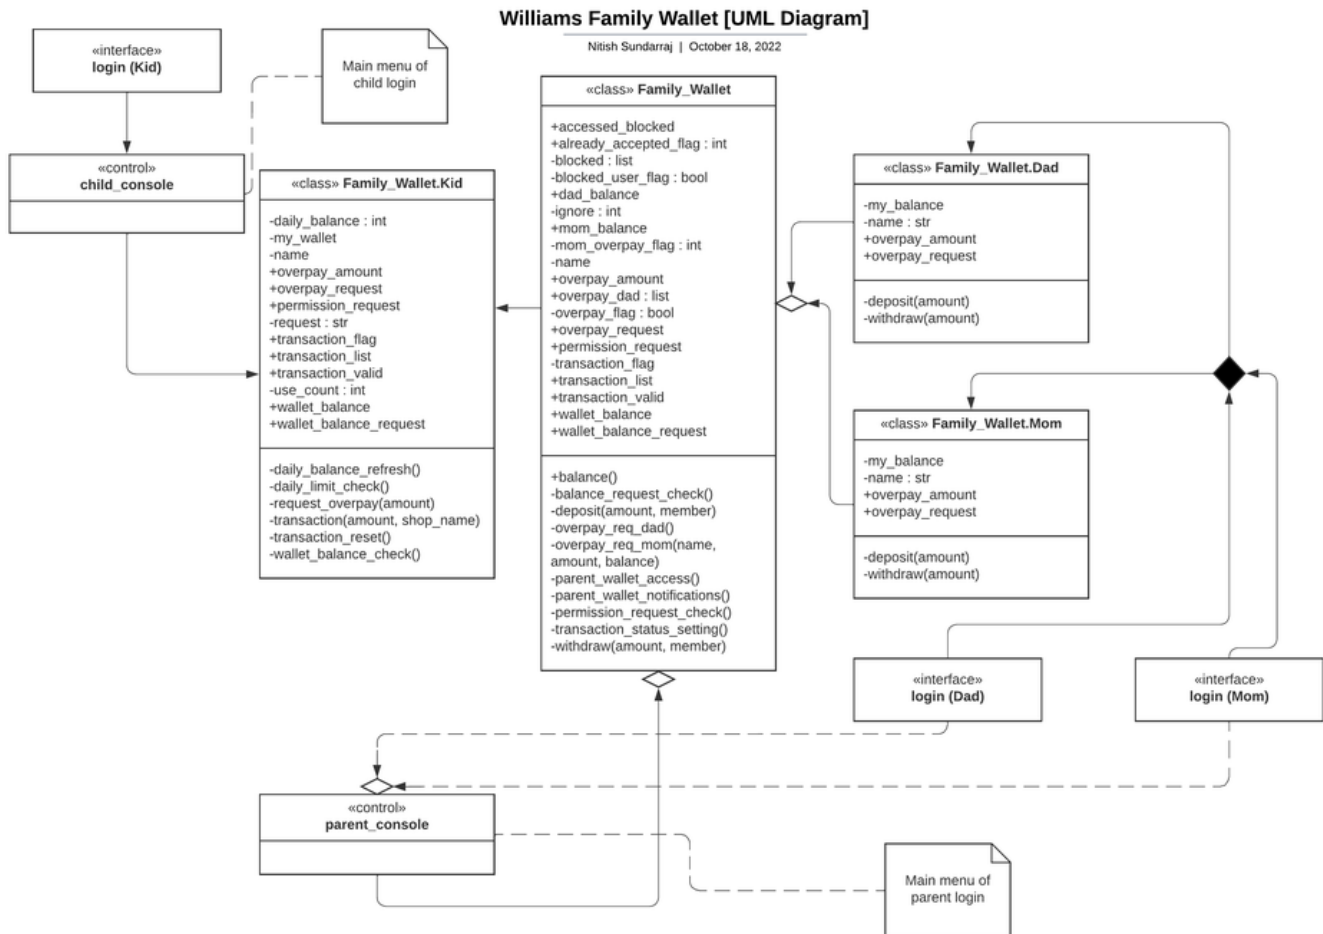 Williams Family Wallet [UML Diagram]
Nitish Sundarraj | October 18, 2022
«interface»
login (Kid)
Main menu of
child login
«control»
child_console
«class» Family_Wallet.Kid
-daily_balance : int
-my_wallet
-name
+overpay_amount
+overpay_request
+permission_request
-request : str
+transaction_flag
+transaction_list
+transaction_valid
-use_count : int
+wallet_balance
+wallet_balance_request
-daily_balance_refresh()
-daily_limit_check()
-request_overpay(amount)
-transaction(amount, shop_name)
-transaction_reset()
-wallet_balance_check()
«class» Family_Wallet
+accessed_blocked
+already_accepted_flag : int
-blocked : list
-blocked_user_flag : bool
+dad_balance
-ignore : int
+mom_balance
-mom_overpay_flag : int
-name
+overpay_amount
+overpay_dad : list
-overpay_flag : bool
+overpay_request
+permission_request
-transaction_flag
+transaction_list
+transaction_valid
+wallet_balance
+wallet_balance_request
+balance()
-balance_request_check()
-deposit(amount, member)
-overpay_req_dad()
-overpay_req_mom(name,
amount, balance)
-parent_wallet_access()
-parent_wallet_notifications()
-permission_request_check()
-transaction_status_setting()
-withdraw(amount, member)
«class» Family_Wallet.Dad
-my_balance
-name : str
+overpay_amount
+overpay_request
-deposit(amount)
-withdraw(amount)
«class» Family_Wallet.Mom
-my_balance
-name : str
+overpay_amount
+overpay_request
-deposit(amount)
-withdraw(amount)
«interface»
login (Dad)
«interface»
login (Mom)
«control»
parent_console
Main menu of
parent login